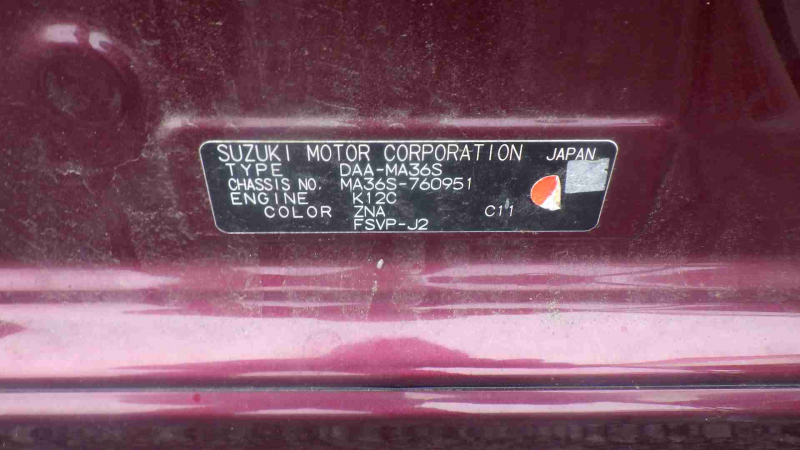 SUZUKI MOTOR CORPORATION JAPAN
TYPE DAA-MA36S
CHASSIS NO. MA36S-760951
ENGINE K12C
COLOR ZNA C11
FSVP-J2